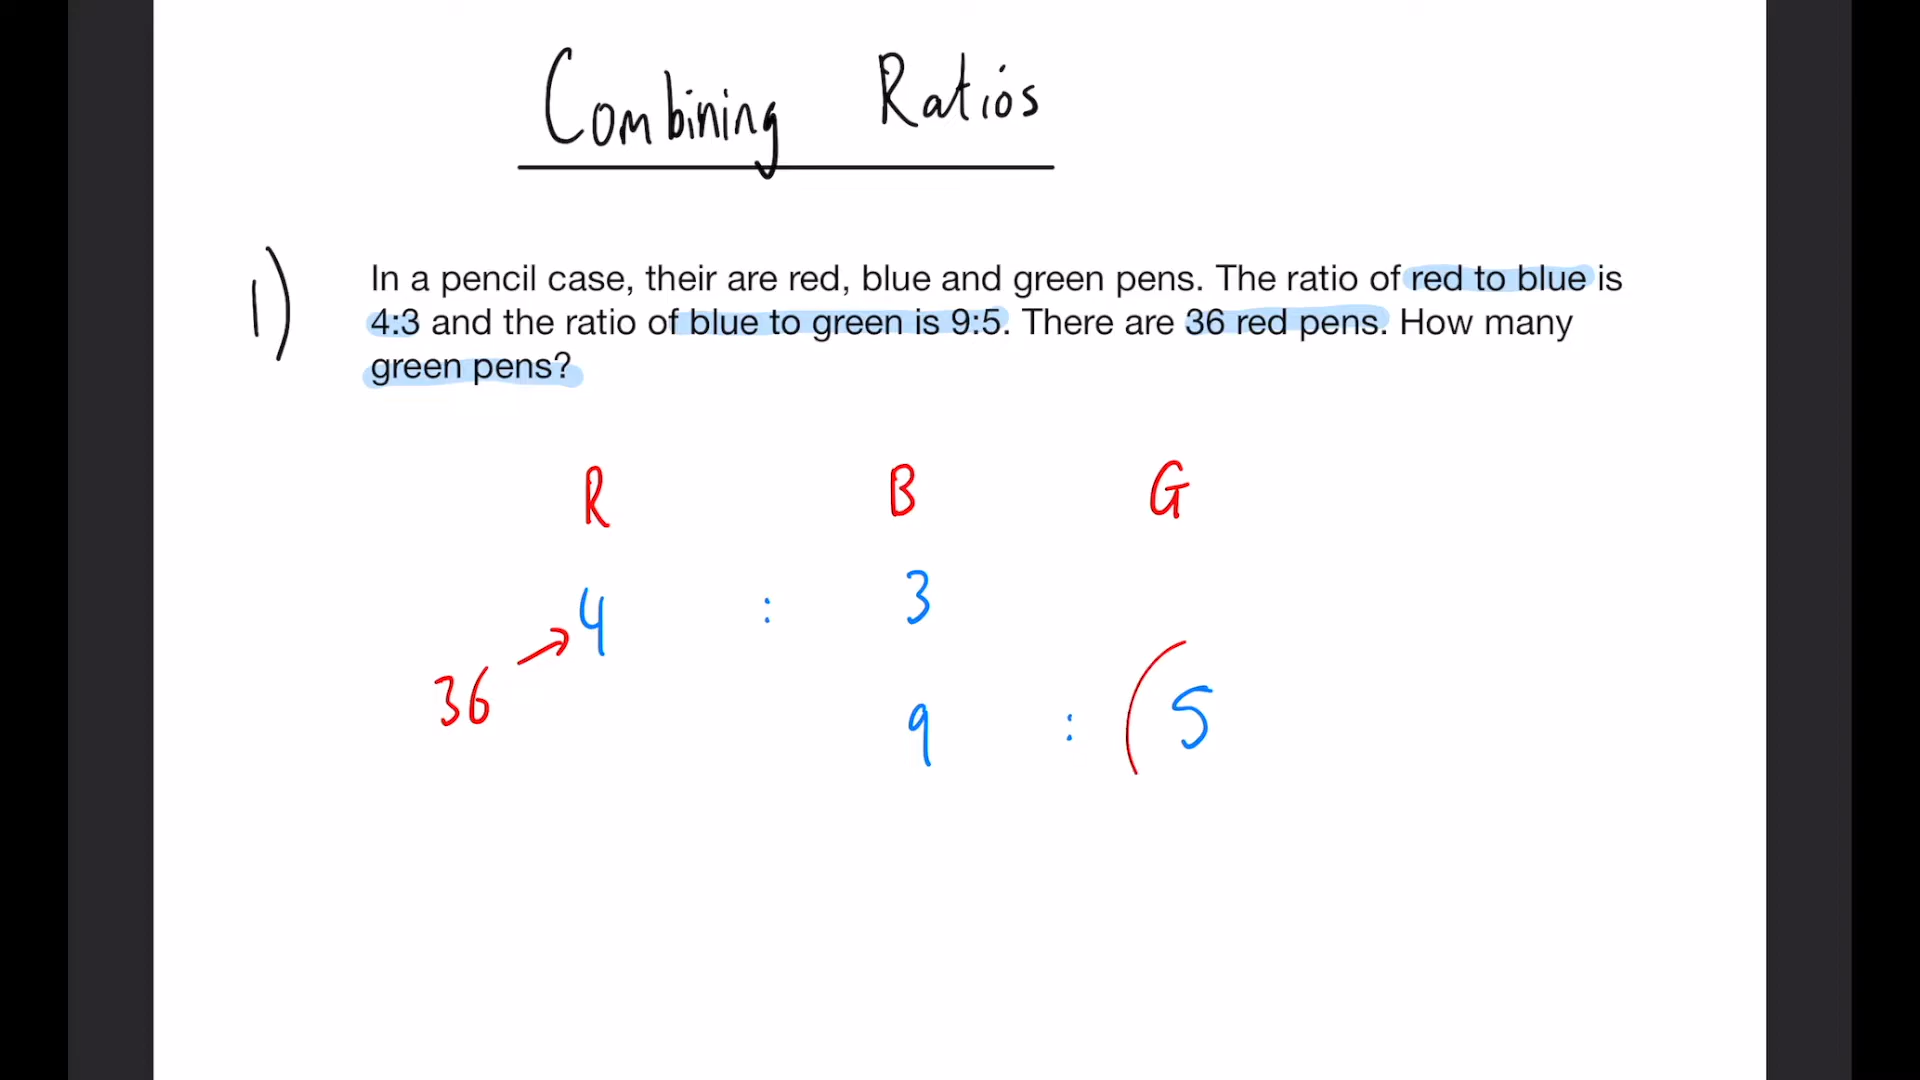 Combining Ratios
1) In a pencil case, their are red, blue and green pens. The ratio of red to blue is
4:3 and the ratio of blue to green is 9:5. There are 36 red pens. How many
green pens?
R B G
4 : 3
36
9 : (5